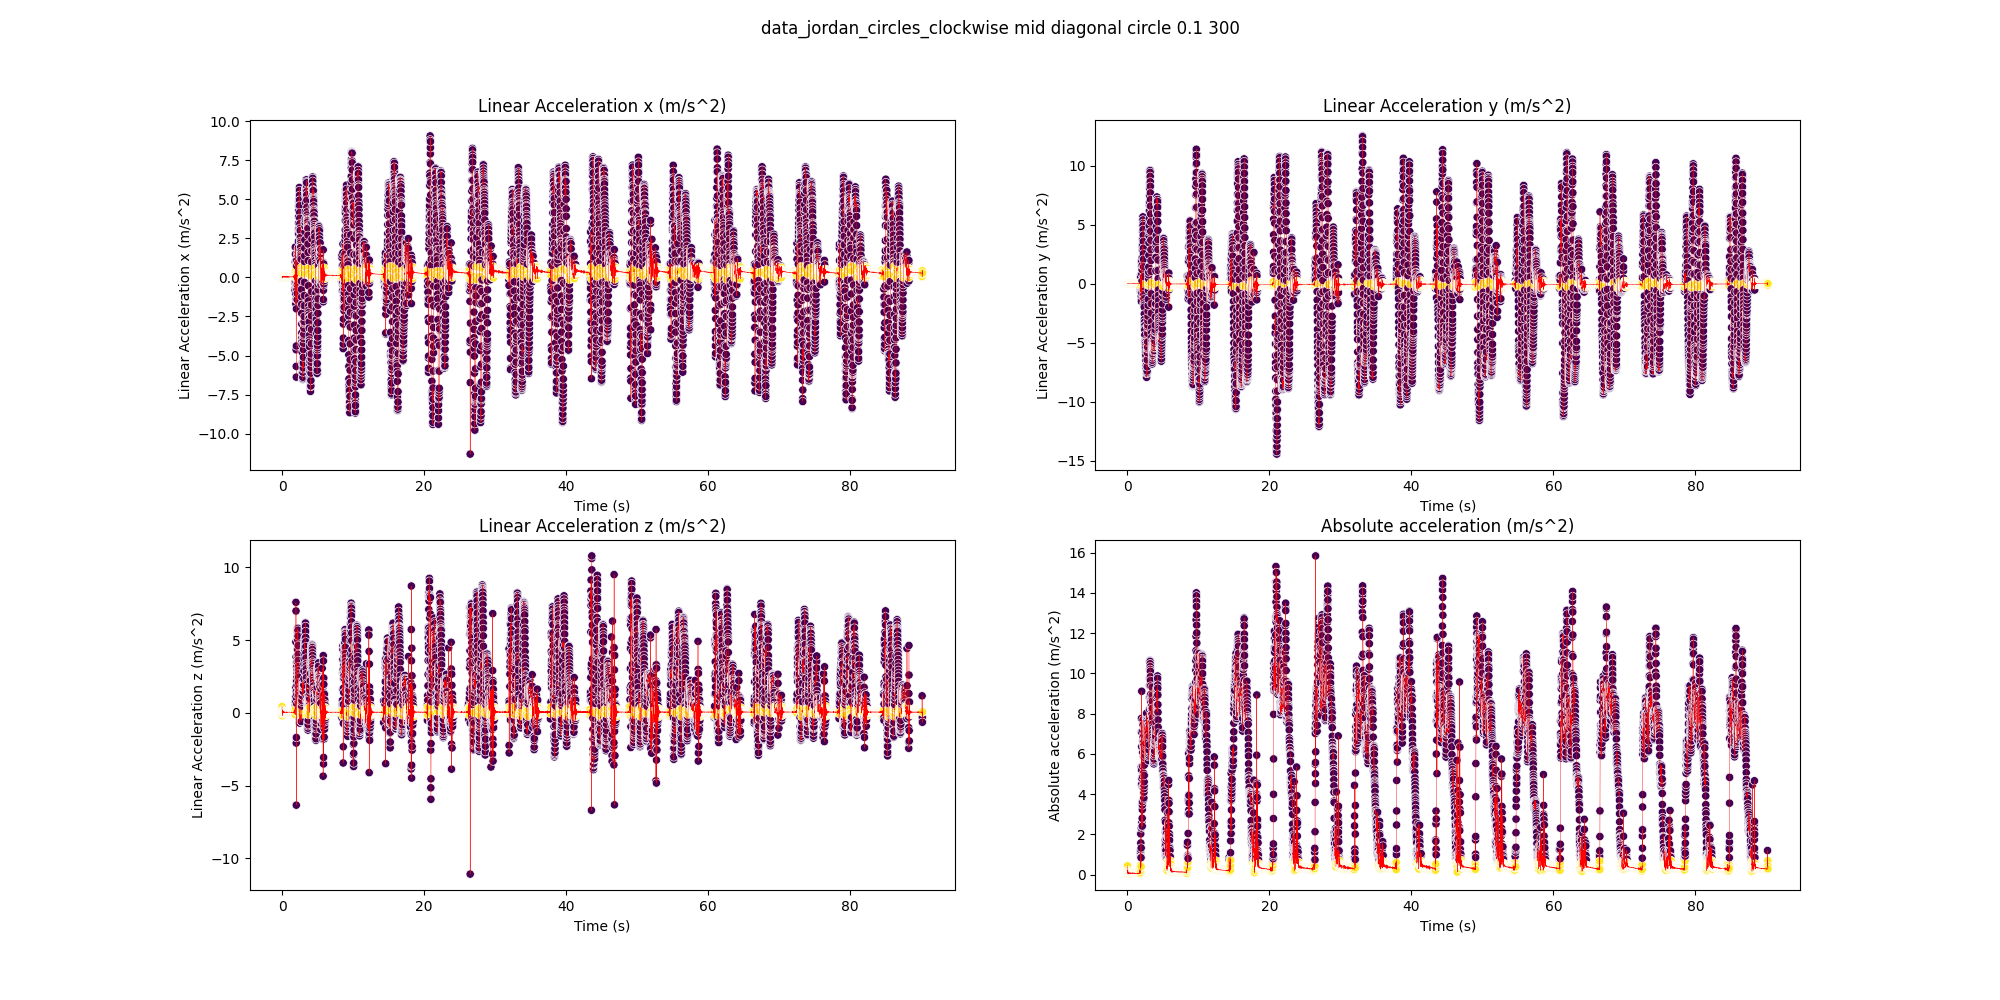 data_jordan_circles_clockwise mid diagonal circle 0.1 300
Linear Acceleration x (m/s^2)
Linear Acceleration x (m/s^2)
10.0
7.5
5.0
2.5
0.0
−2.5
−5.0
−7.5
−10.0
0 20 40 60 80
Time (s)
Linear Acceleration y (m/s^2)
Linear Acceleration y (m/s^2)
10
5
0
−5
−10
−15
0 20 40 60 80
Time (s)
Linear Acceleration z (m/s^2)
Linear Acceleration z (m/s^2)
10
5
0
−5
−10
0 20 40 60 80
Time (s)
Absolute acceleration (m/s^2)
Absolute acceleration (m/s^2)
16
14
12
10
8
6
4
2
0
0 20 40 60 80
Time (s)